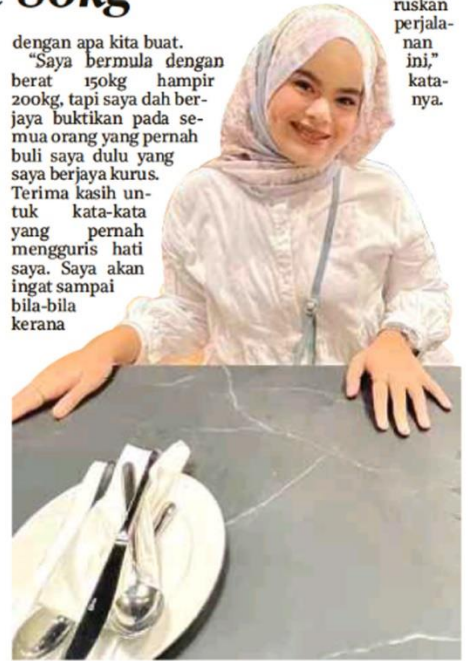 dengan apa kita buat.
“Saya bermula dengan
berat 150kg hampir
200kg, tapi saya dah ber-
jaya buktikan pada se-
mua orang yang pernah
buli saya dulu yang
saya berjaya kurus.
Terima kasih un-
tuk kata-kata
yang pernah
mengguris hati
saya. Saya akan
ingat sampai
bila-bila
kerana
ruskan
perjala-
nan
ini,”
kata-
nya.